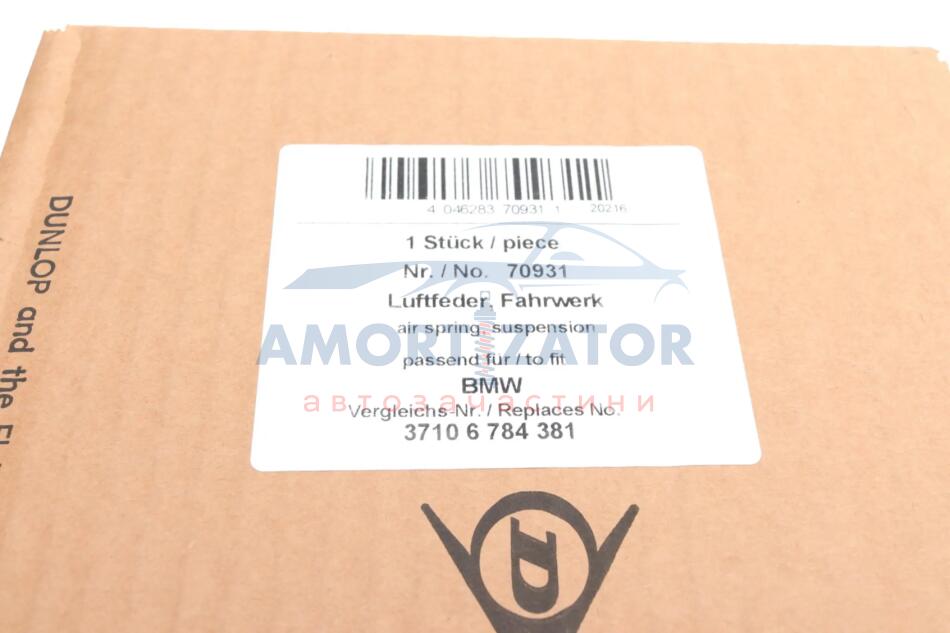 4 046283 70931 1 20216
1 Stück / piece
Nr. / No. 70931
Luftfeder, Fahrwerk
air spring, suspension
AMORTIZATOR
passend für / to fit
BMW
автозапчастини
Vergleichs-Nr. / Replaces No.
3710 6 784 381
DUNLOP and the
D